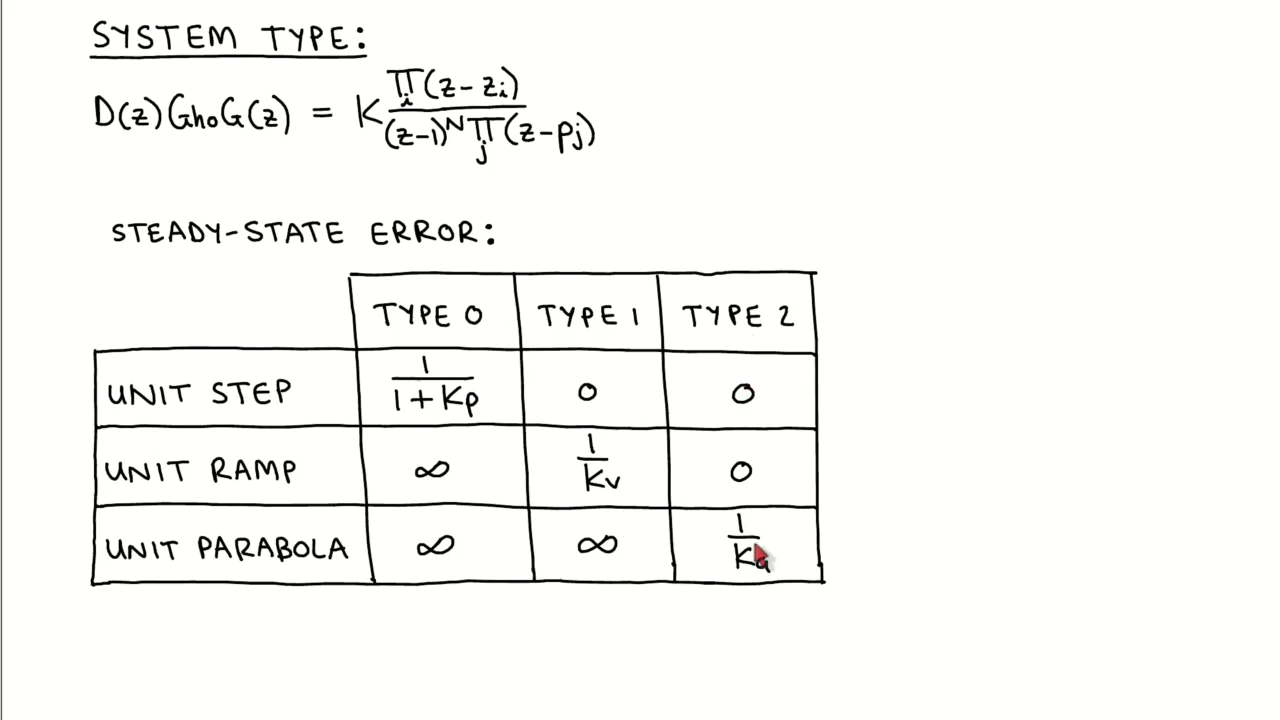 SYSTEM TYPE:
D(z)GhoG(z) = K ∏i(z-zi) / (z-1)^N ∏j(z-pj)
STEADY-STATE ERROR:
TYPE 0 TYPE 1 TYPE 2
UNIT STEP 1/(1+Kp) 0 0
UNIT RAMP ∞ 1/Kv 0
UNIT PARABOLA ∞ ∞ 1/Ka